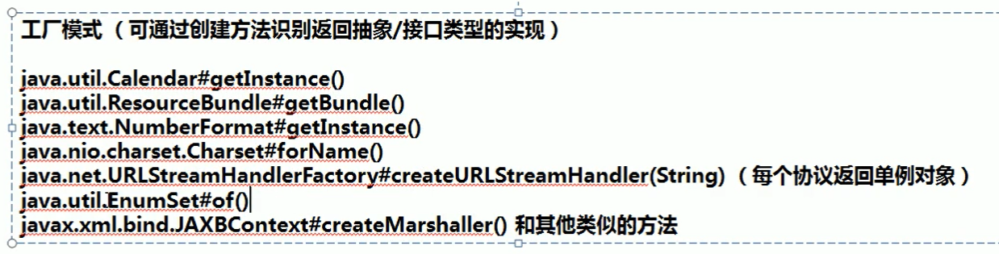 工厂模式 （可通过创建方法识别返回抽象/接口类型的实现）
java.util.Calendar#getInstance()
java.util.ResourceBundle#getBundle()
java.text.NumberFormat#getInstance()
java.nio.charset.Charset#forName()
java.net.URLStreamHandlerFactory#createURLStreamHandler(String) （每个协议返回单例对象）
java.util.EnumSet#of()
javax.xml.bind.JAXBContext#createMarshaller() 和其他类似的方法